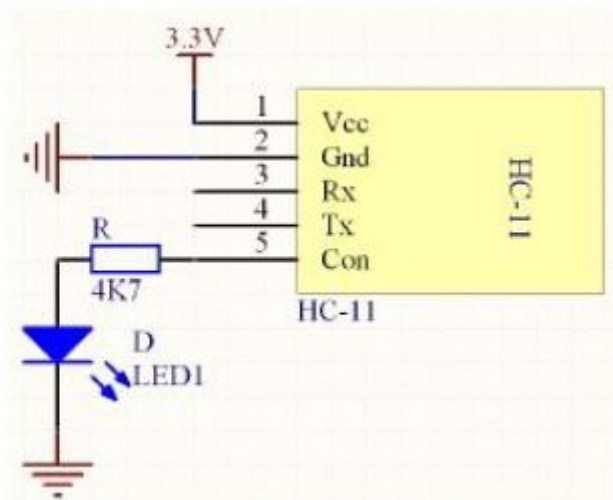 3.3V
1
Vcc
2
Gnd
3
Rx
4
Tx
5
Con
HC-11
HC-11
R
4K7
D
LED1